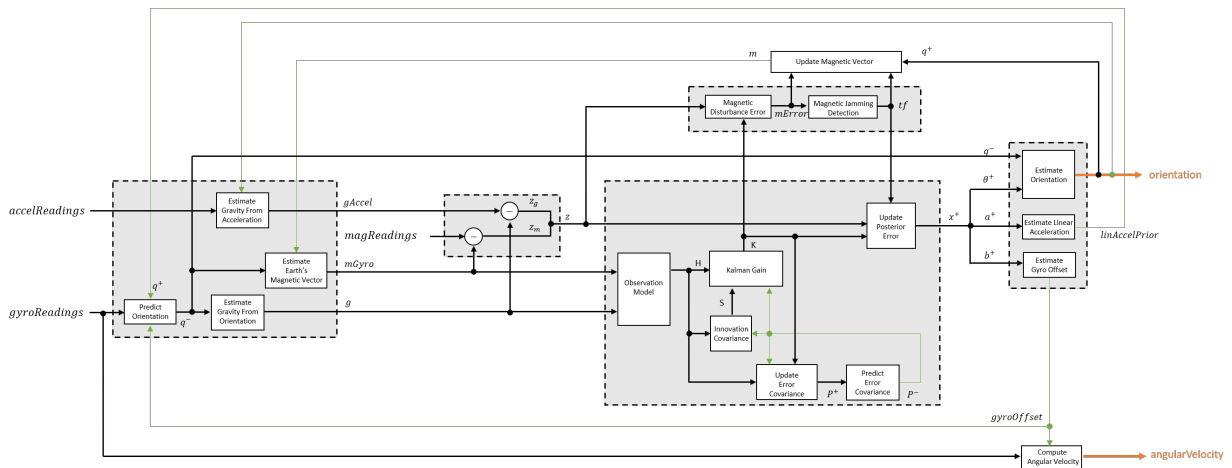 m
Update Magnetic Vector
q⁺
Magnetic
Disturbance Error
mError
Magnetic Jamming
Detection
tf
q⁻
Estimate
Orientation
orientation
θ⁺
accelReadings
Estimate
Gravity From
Acceleration
gAccel
−
z_g
z
magReadings
−
z_m
Update
Posterior
Error
x⁺
a⁺
Estimate Linear
Acceleration
linAccelPrior
b⁺
Estimate
Gyro Offset
K
Estimate
Earth's
Magnetic Vector
mGyro
Observation
Model
H
Kalman Gain
q⁺
gyroReadings
Predict
Orientation
q⁻
Estimate
Gravity From
Orientation
g
S
Innovation
Covariance
Update
Error
Covariance
P⁺
Predict
Error
Covariance
P⁻
gyroOffset
Compute
Angular Velocity
angularVelocity